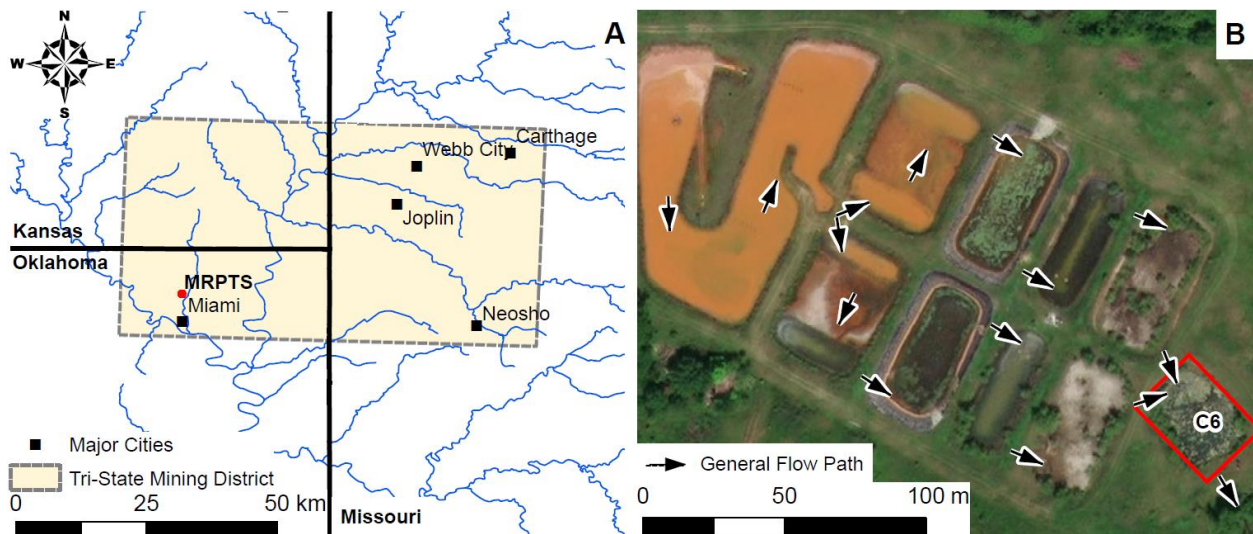 N
W E
S
A
Carthage
Webb City
Joplin
Kansas
Oklahoma
MRPTS
Miami
Neosho
Major Cities
Tri-State Mining District
0 25 50 km
Missouri
B
C6
General Flow Path
0 50 100 m